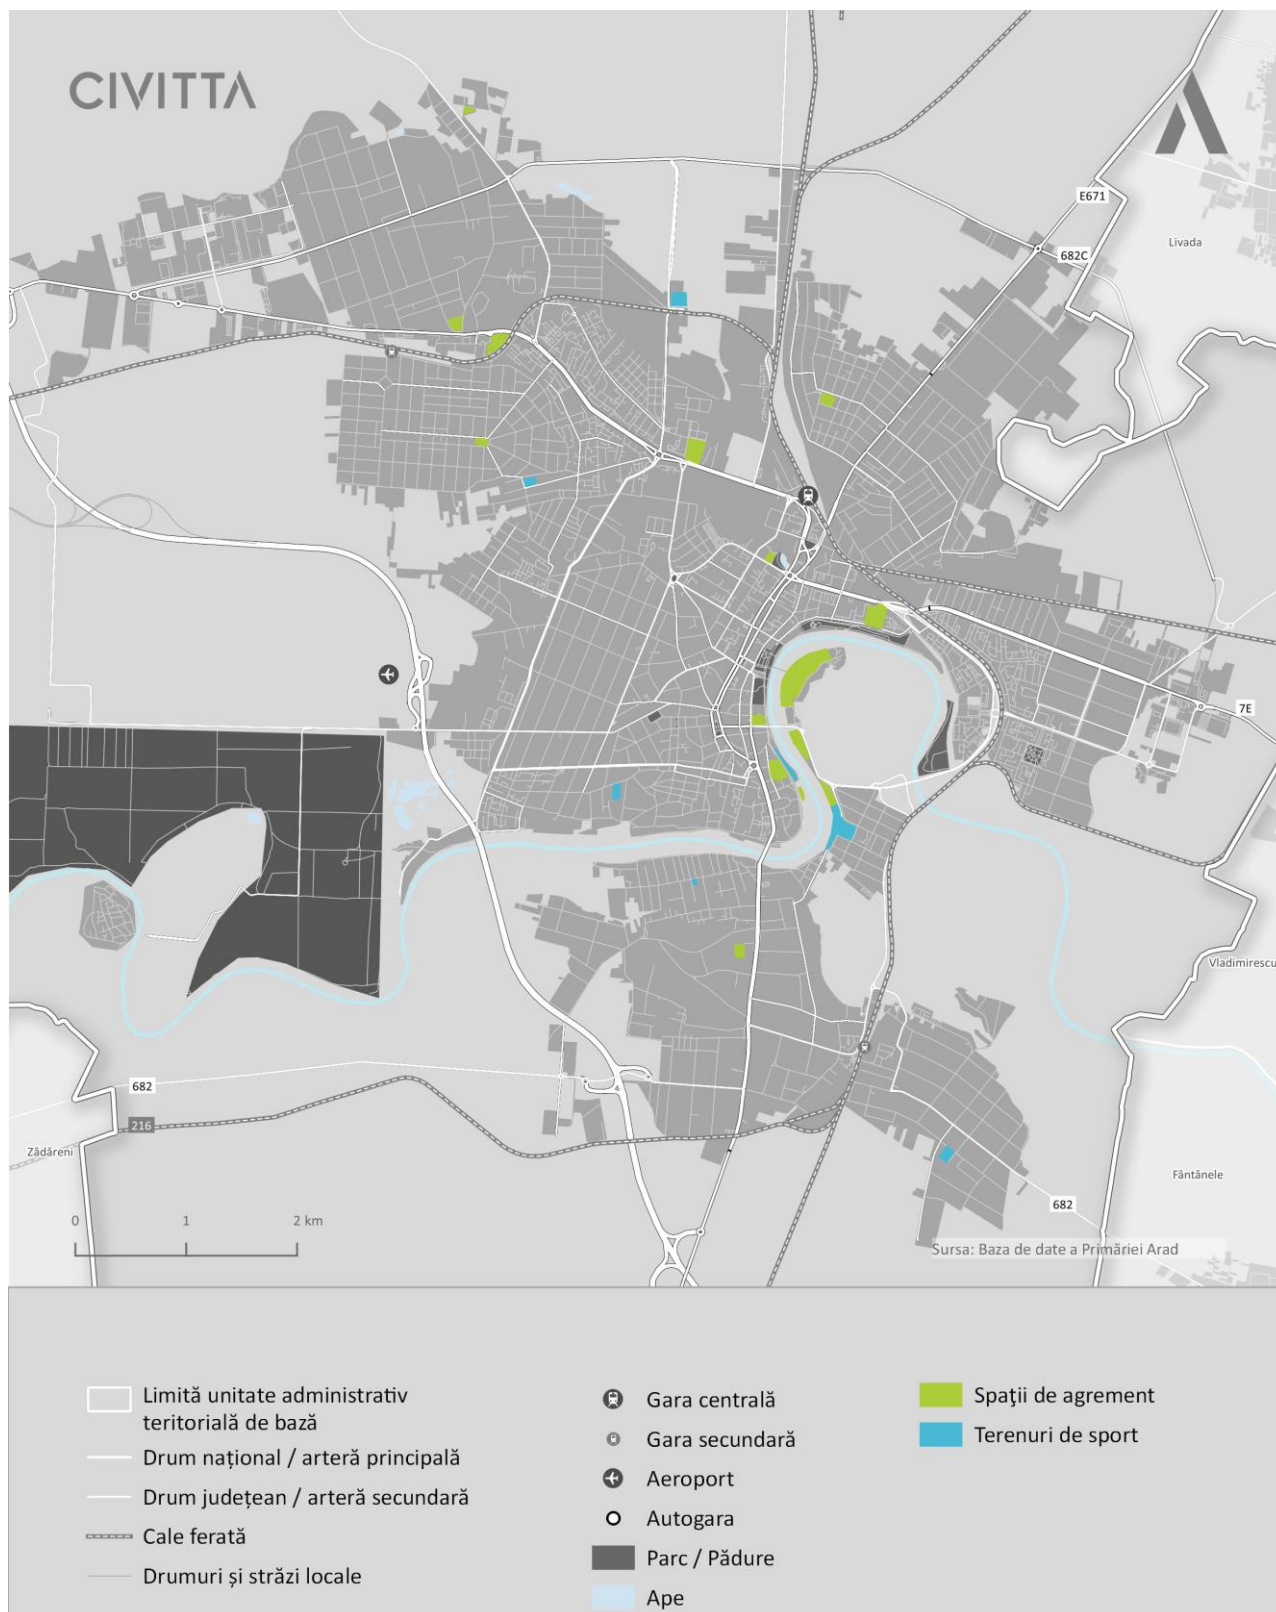 CIVITTA
E671
Livada
682C
7E
Vladimirescu
682
216
Zădăreni
Fântânele
682
0 1 2 km
Sursa: Baza de date a Primăriei Arad
Limită unitate administrativ
teritorială de bază
Drum național / arteră principală
Drum județean / arteră secundară
Cale ferată
Drumuri și străzi locale
Gara centrală
Gara secundară
Aeroport
Autogara
Parc / Pădure
Ape
Spaţii de agrement
Terenuri de sport